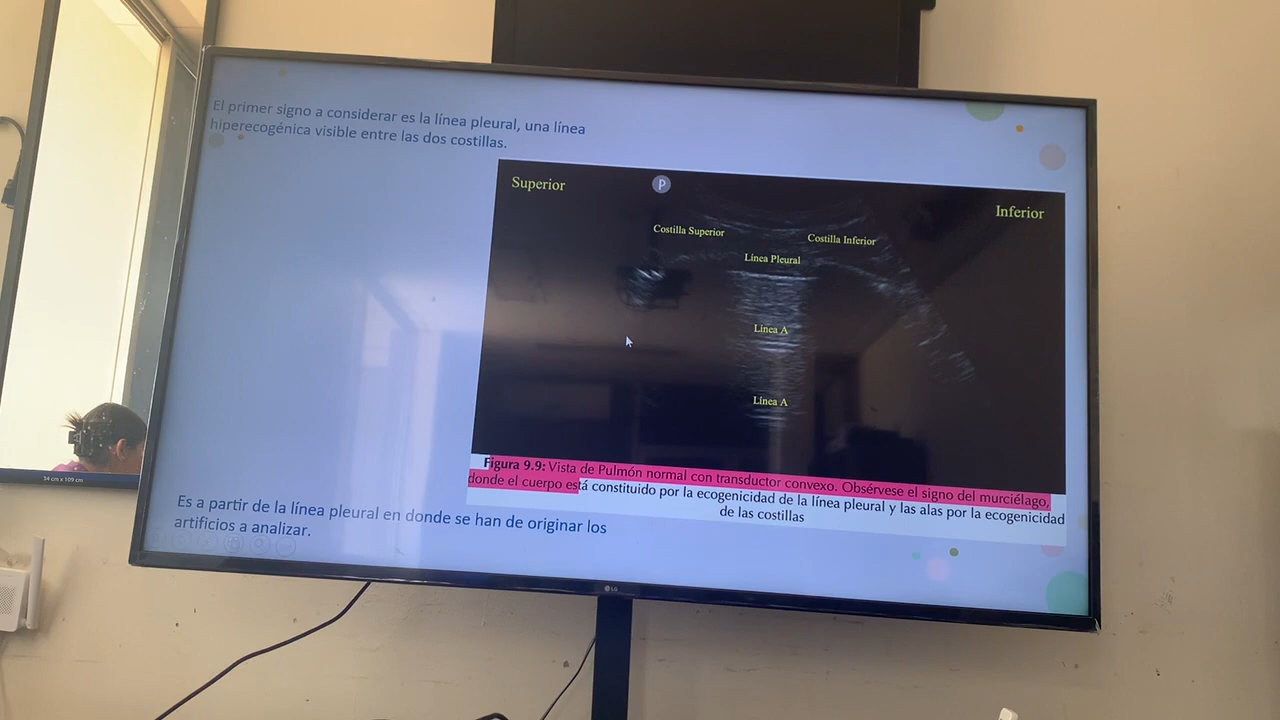 El primer signo a considerar es la línea pleural, una línea
hiperecogénica visible entre las dos costillas.
Superior
P
Inferior
Costilla Superior
Costilla Inferior
Línea Pleural
Línea A
Línea A
Figura 9.9: Vista de Pulmón normal con transductor convexo. Obsérvese el signo del murciélago,
donde el cuerpo está constituido por la ecogenicidad de la línea pleural y las alas por la ecogenicidad
de las costillas
Es a partir de la línea pleural en donde se han de originar los
artificios a analizar.
34 cm x 109 cm
LG